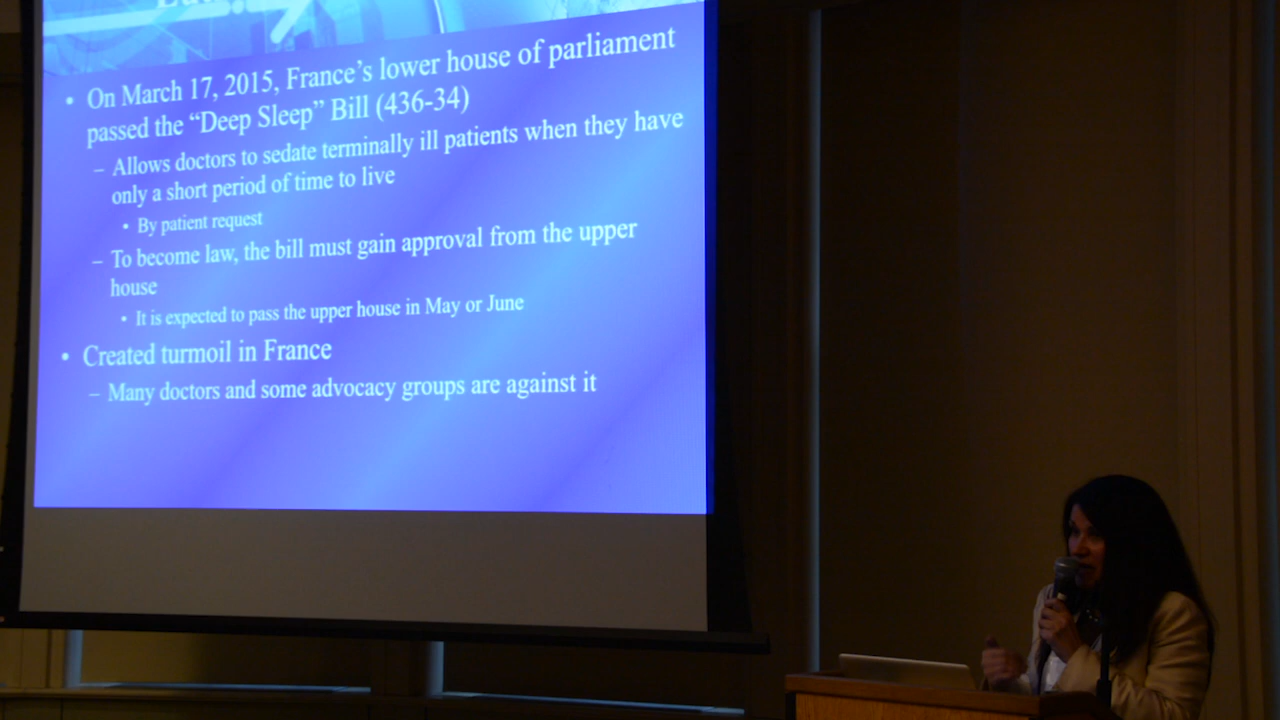 • On March 17, 2015, France's lower house of parliament
passed the “Deep Sleep” Bill (436-34)
– Allows doctors to sedate terminally ill patients when they have
only a short period of time to live
• By patient request
– To become law, the bill must gain approval from the upper
house
• It is expected to pass the upper house in May or June
• Created turmoil in France
– Many doctors and some advocacy groups are against it